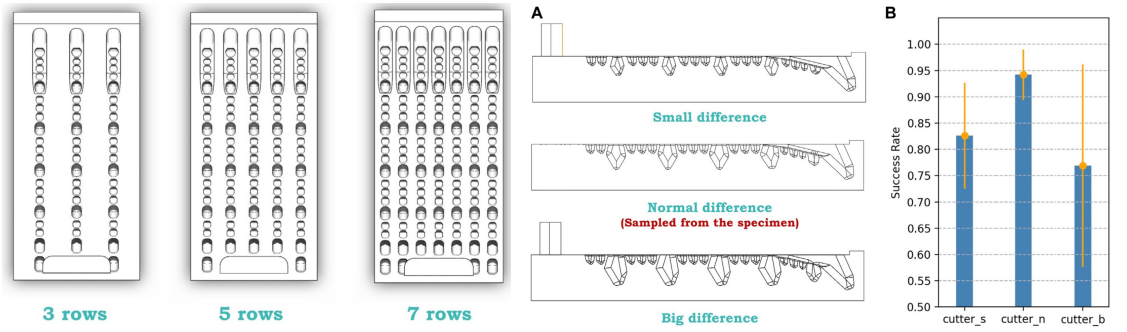 3 rows
5 rows
7 rows
A
Small difference
Normal difference
(Sampled from the specimen)
Big difference
B
Success Rate
1.00
0.95
0.90
0.85
0.80
0.75
0.70
0.65
0.60
0.55
0.50
cutter_s
cutter_n
cutter_b